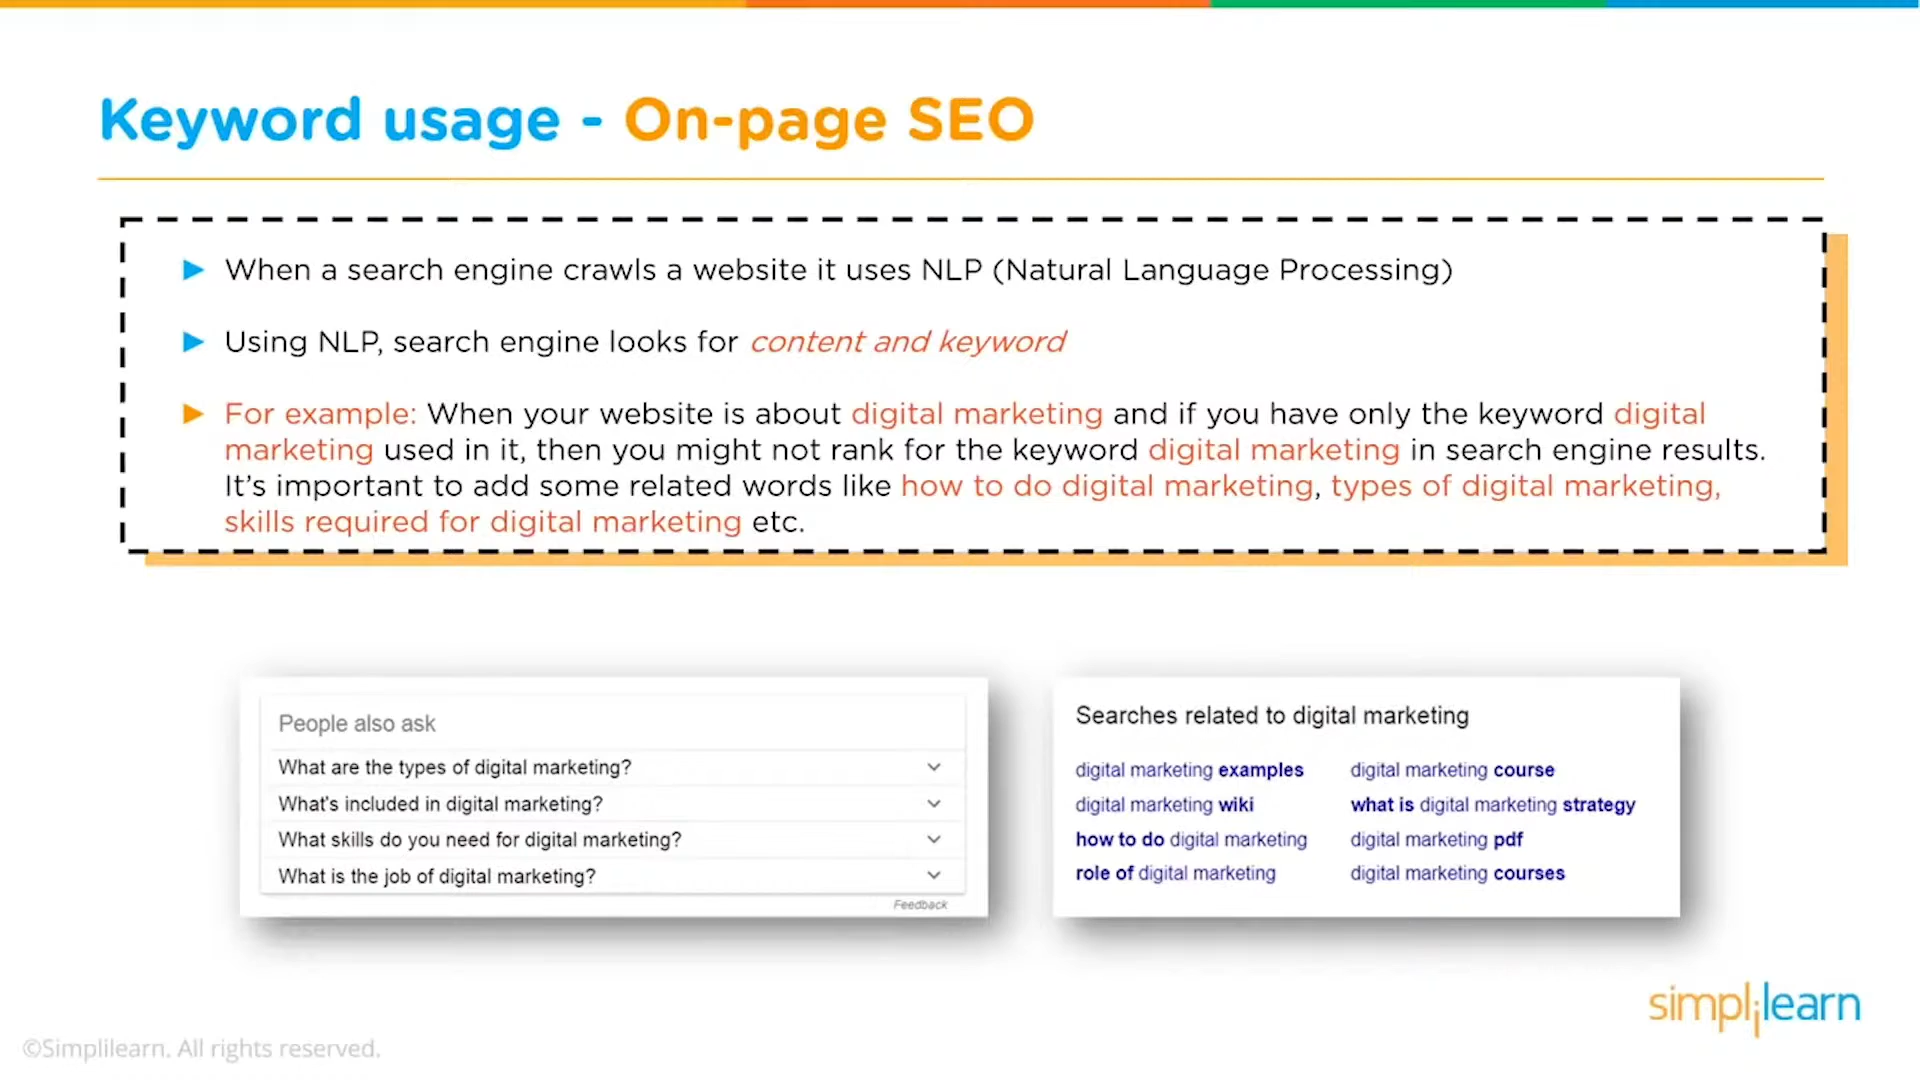 Keyword usage - On-page SEO
When a search engine crawls a website it uses NLP (Natural Language Processing)
Using NLP, search engine looks for content and keyword
For example: When your website is about digital marketing and if you have only the keyword digital
marketing used in it, then you might not rank for the keyword digital marketing in search engine results.
It's important to add some related words like how to do digital marketing, types of digital marketing,
skills required for digital marketing etc.
People also ask
What are the types of digital marketing?
What's included in digital marketing?
What skills do you need for digital marketing?
What is the job of digital marketing?
Feedback
Searches related to digital marketing
digital marketing examples
digital marketing wiki
how to do digital marketing
role of digital marketing
digital marketing course
what is digital marketing strategy
digital marketing pdf
digital marketing courses
simplilearn
©Simplilearn. All rights reserved.